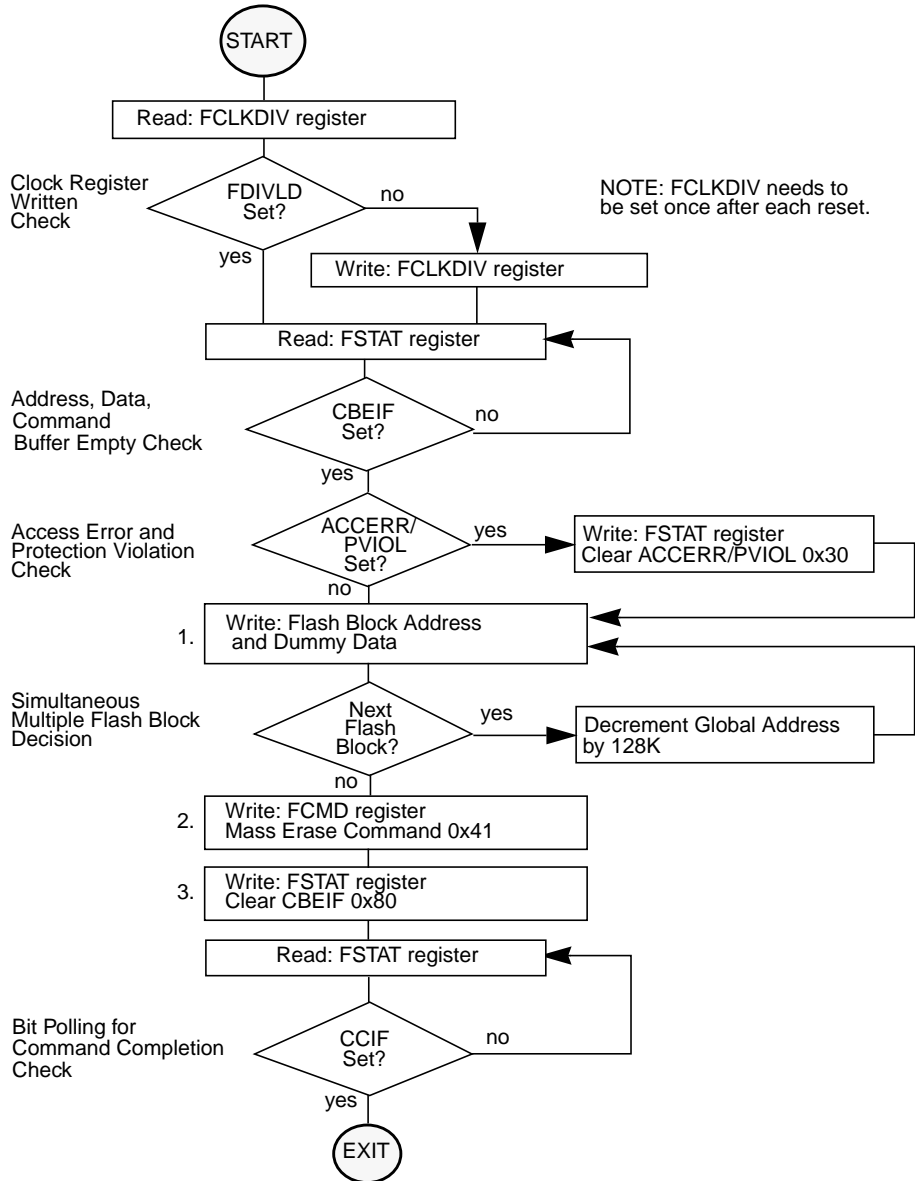 START
Read: FCLKDIV register
Clock Register
Written
Check
FDIVLD
Set?
no
yes
NOTE: FCLKDIV needs to
be set once after each reset.
Write: FCLKDIV register
Read: FSTAT register
Address, Data,
Command
Buffer Empty Check
CBEIF
Set?
no
yes
Access Error and
Protection Violation
Check
ACCERR/
PVIOL
Set?
yes
no
Write: FSTAT register
Clear ACCERR/PVIOL 0x30
1.
Write: Flash Block Address
and Dummy Data
Simultaneous
Multiple Flash Block
Decision
Next
Flash
Block?
yes
no
Decrement Global Address
by 128K
2.
Write: FCMD register
Mass Erase Command 0x41
3.
Write: FSTAT register
Clear CBEIF 0x80
Read: FSTAT register
Bit Polling for
Command Completion
Check
CCIF
Set?
no
yes
EXIT